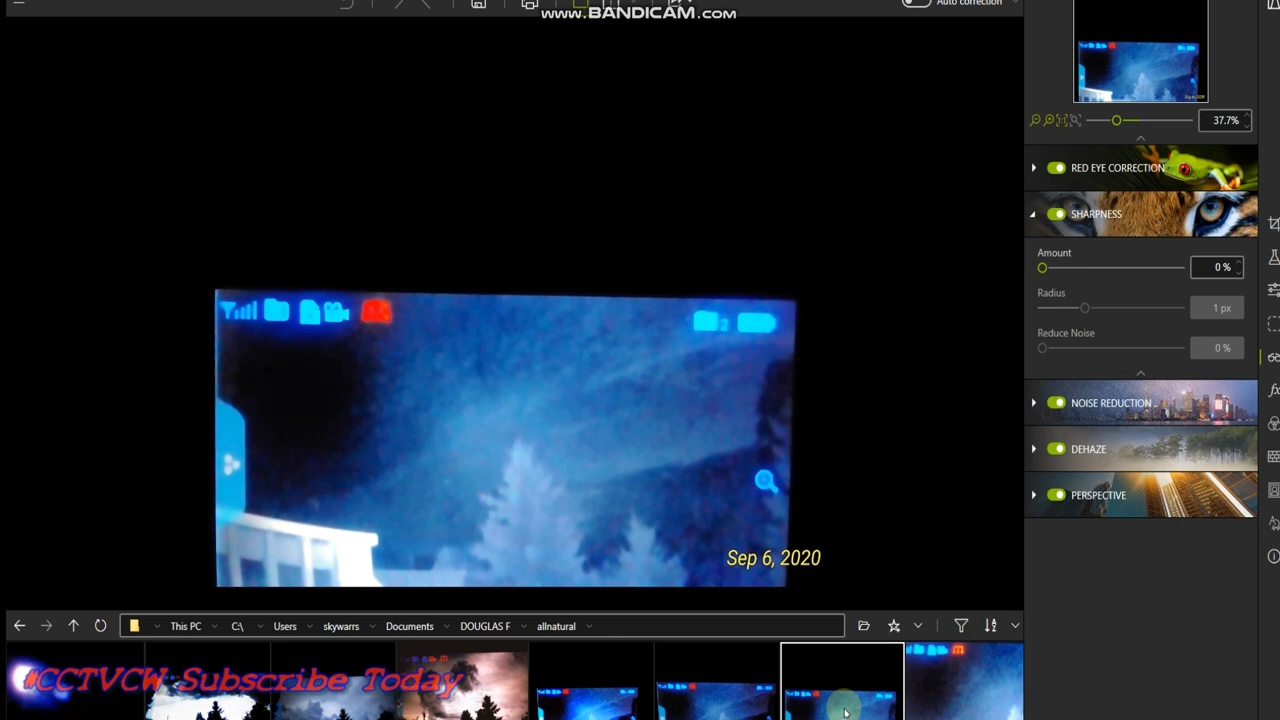 www.BANDICAM.com
Auto correction
37.7%
RED EYE CORRECTION
SHARPNESS
Amount
0 %
Radius
1 px
Reduce Noise
0 %
NOISE REDUCTION
DEHAZE
PERSPECTIVE
2
Sep 6, 2020
This PC
C:\
Users
skywarrs
Documents
DOUGLAS F
allnatural
#CCTVCW Subscribe Today